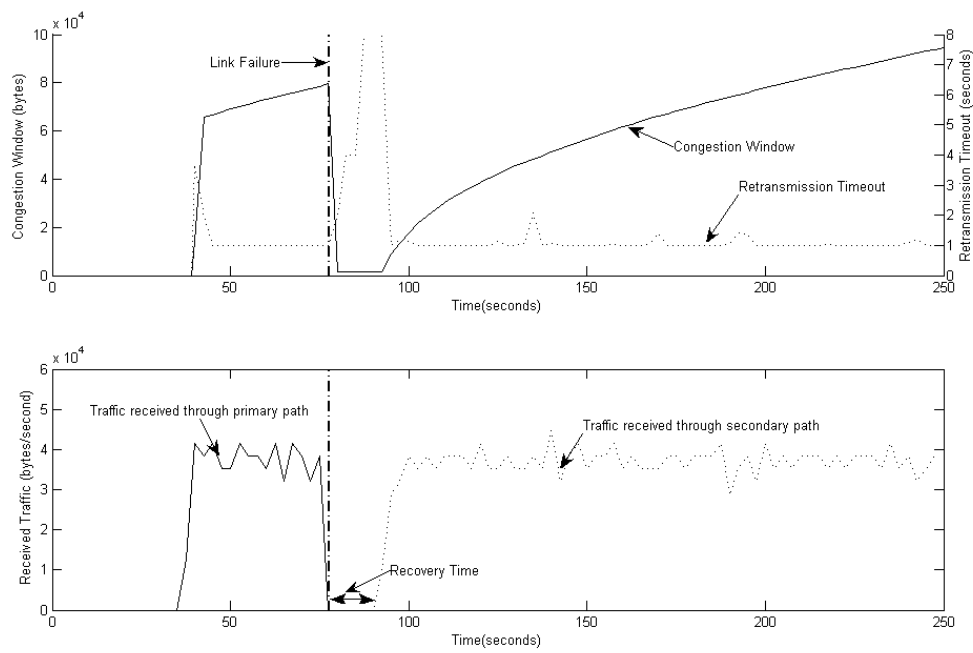 x 10^4
10
8
6
4
2
0
Congestion Window (bytes)
Link Failure
Congestion Window
Retransmission Timeout
8
7
6
5
4
3
2
1
0
Retransmission Timeout (seconds)
0
50
100
150
200
250
Time(seconds)
x 10^4
6
5
4
3
2
1
0
Received Traffic (bytes/second)
Traffic received through primary path
Traffic received through secondary path
Recovery Time
0
50
100
150
200
250
Time(seconds)